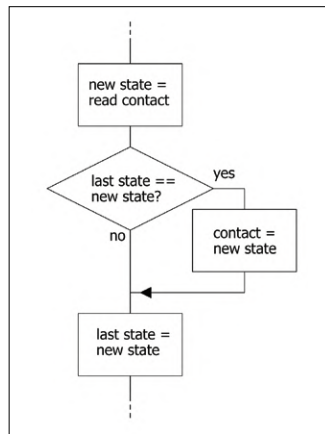 new state =
read contact
last state ==
new state?
yes
no
contact =
new state
last state =
new state